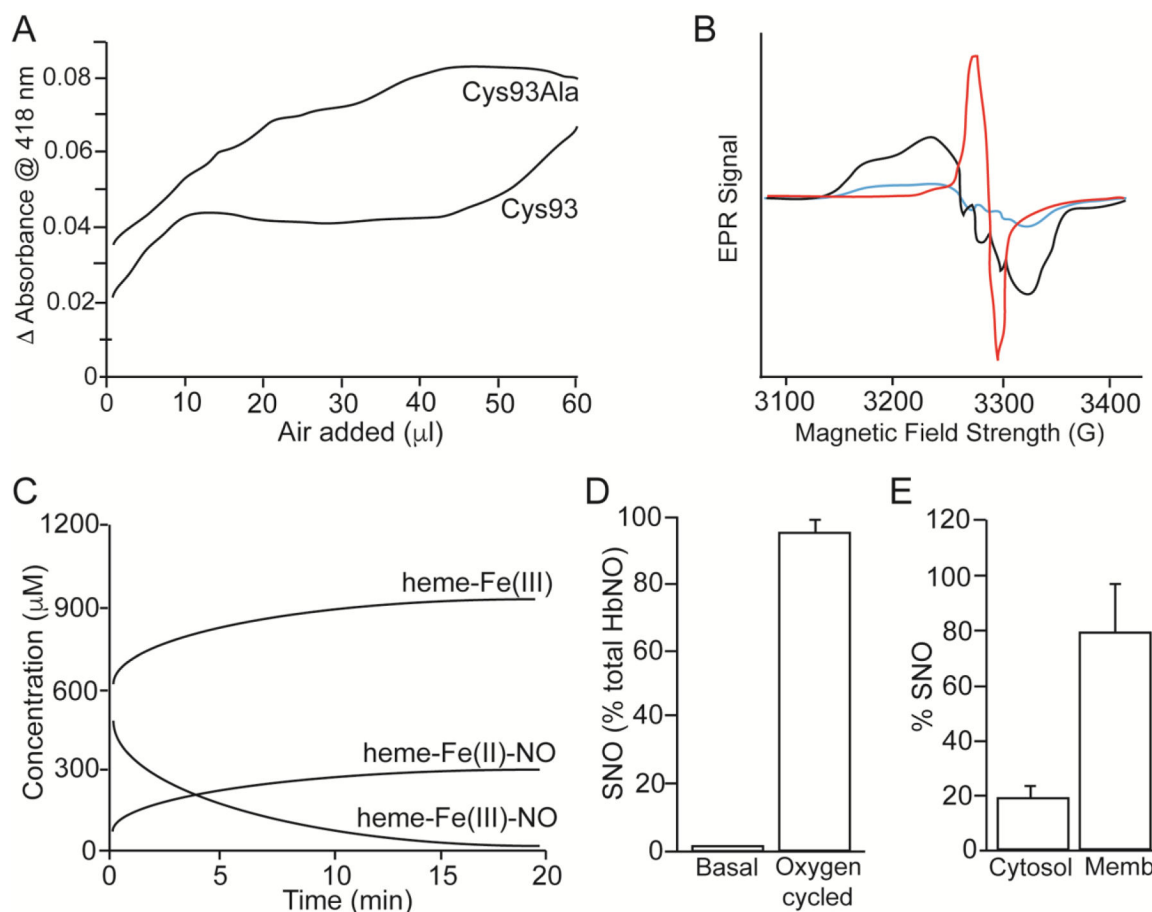 A
Δ Absorbance @ 418 nm
0.08
0.06
0.04
0.02
0
Cys93Ala
Cys93
0 10 20 30 40 50 60
Air added (μl)
B
EPR Signal
3100 3200 3300 3400
Magnetic Field Strength (G)
C
Concentration (μM)
1200
900
600
300
0
heme-Fe(III)
heme-Fe(II)-NO
heme-Fe(III)-NO
0 5 10 15 20
Time (min)
D
SNO (% total HbNO)
100
80
60
40
20
0
Basal Oxygen
cycled
E
% SNO
120
100
80
60
40
20
0
Cytosol Memb